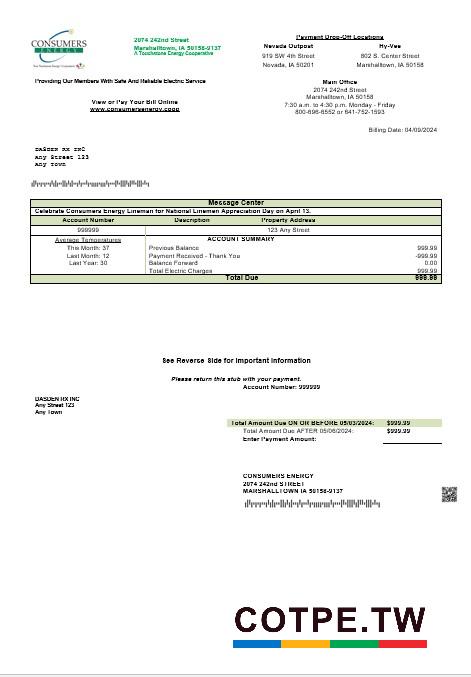 CONSUMERS
ENERGY
2074 242nd Street
Marshalltown, IA 50158-9137
A Touchstone Energy Cooperative
Payment Drop-Off Locations
Nevada Outpost
919 SW 4th Street
Nevada, IA 50201
Hy-Vee
802 S. Center Street
Marshalltown, IA 50158
Providing Our Members With Safe And Reliable Electric Service
Main Office
2074 242nd Street
Marshalltown, IA 50158
7:30 a.m. to 4:30 p.m. Monday - Friday
800-696-6552 or 641-752-1593
View or Pay Your Bill Online
www.consumersenergy.coop
Billing Date: 04/09/2024
DASDEN RX INC
Any Street 123
Any Town
Message Center
Celebrate Consumers Energy Lineman for National Linemen Appreciation Day on April 13.
Account Number Description Property Address
999999 123 Any Street
Average Temperatures
This Month: 37
Last Month: 12
Last Year: 30
ACCOUNT SUMMARY
Previous Balance 999.99
Payment Received - Thank You -999.99
Balance Forward 0.00
Total Electric Charges 999.99
Total Due 999.99
See Reverse Side for Important Information
Please return this stub with your payment.
Account Number: 999999
DASDEN RX INC
Any Street 123
Any Town
Total Amount Due ON OR BEFORE 05/03/2024: $999.99
Total Amount Due AFTER 05/06/2024: $999.99
Enter Payment Amount:
CONSUMERS ENERGY
2074 242nd STREET
MARSHALLTOWN IA 50158-9137
COTPE.TW